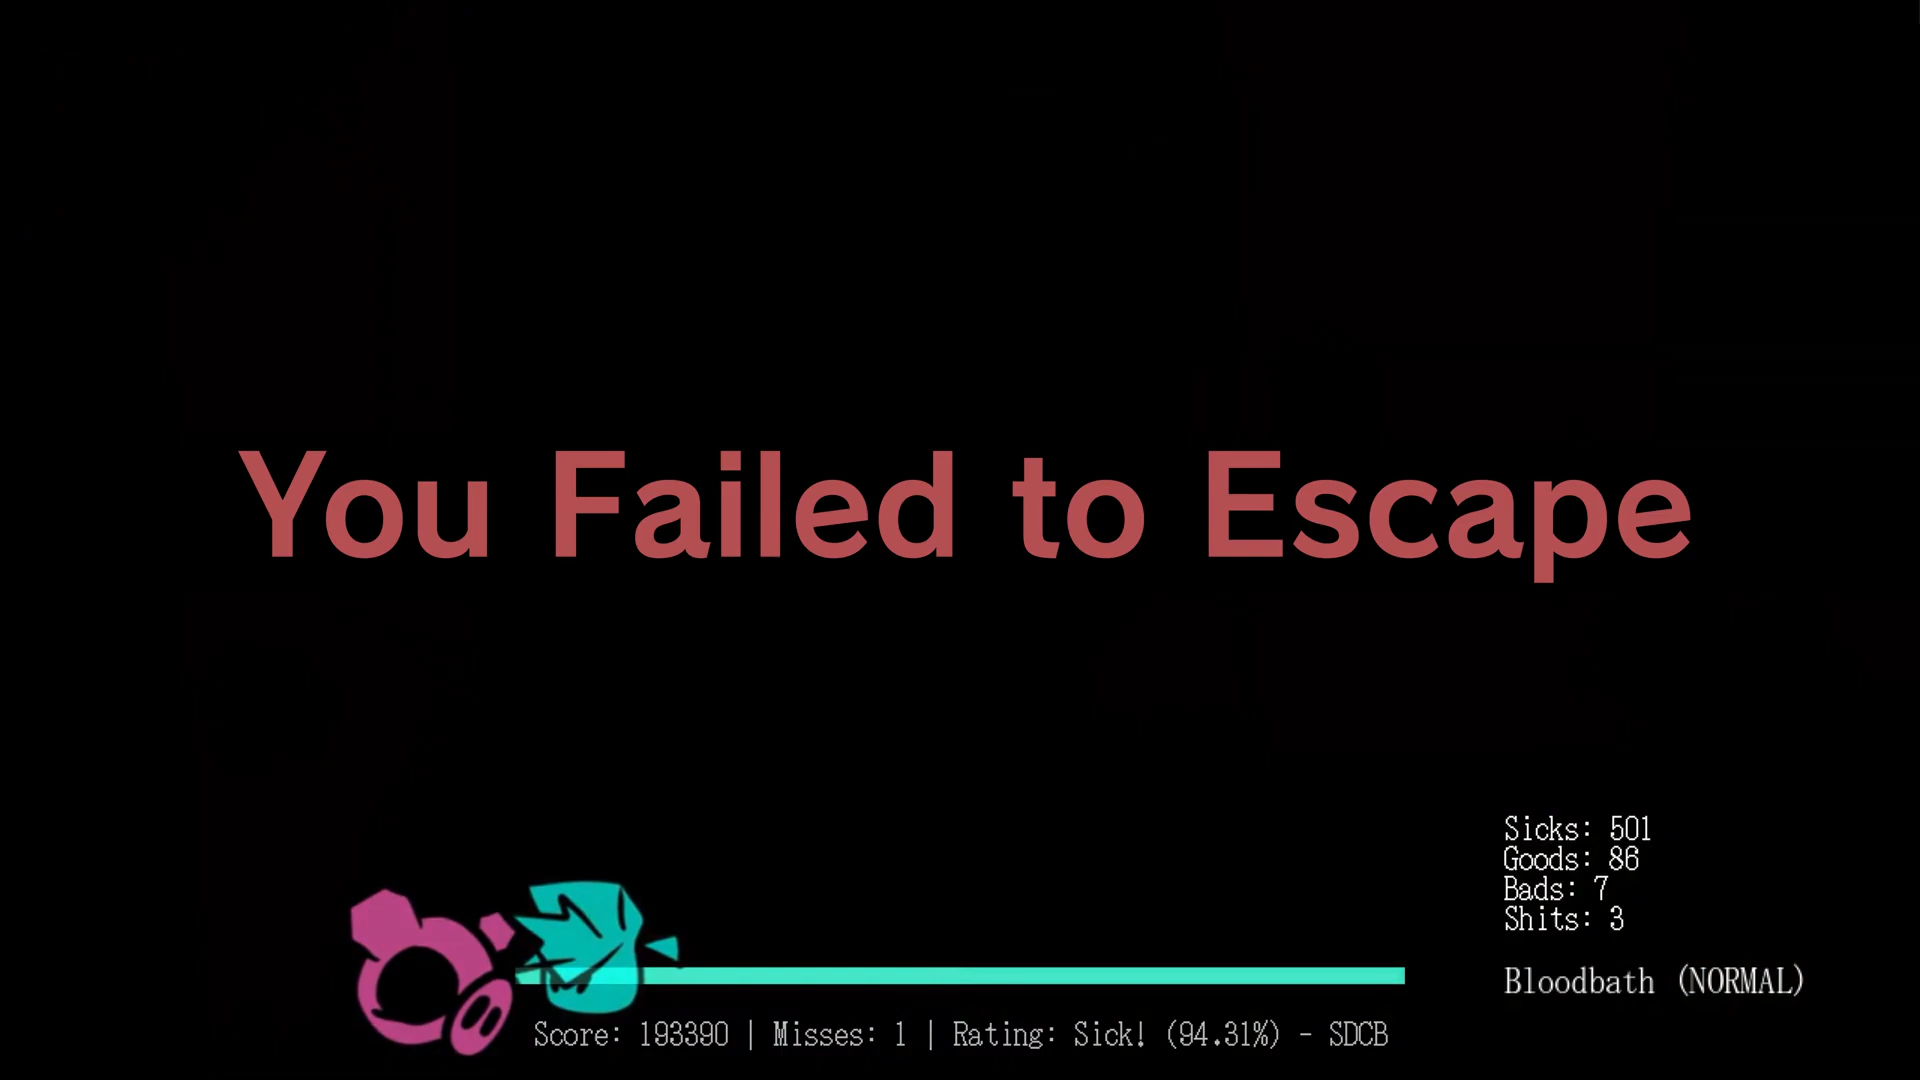 You Failed to Escape
Sicks: 501
Goods: 86
Bads: 7
Shits: 3
Bloodbath (NORMAL)
Score: 193390 | Misses: 1 | Rating: Sick! (94.31%) - SDCB